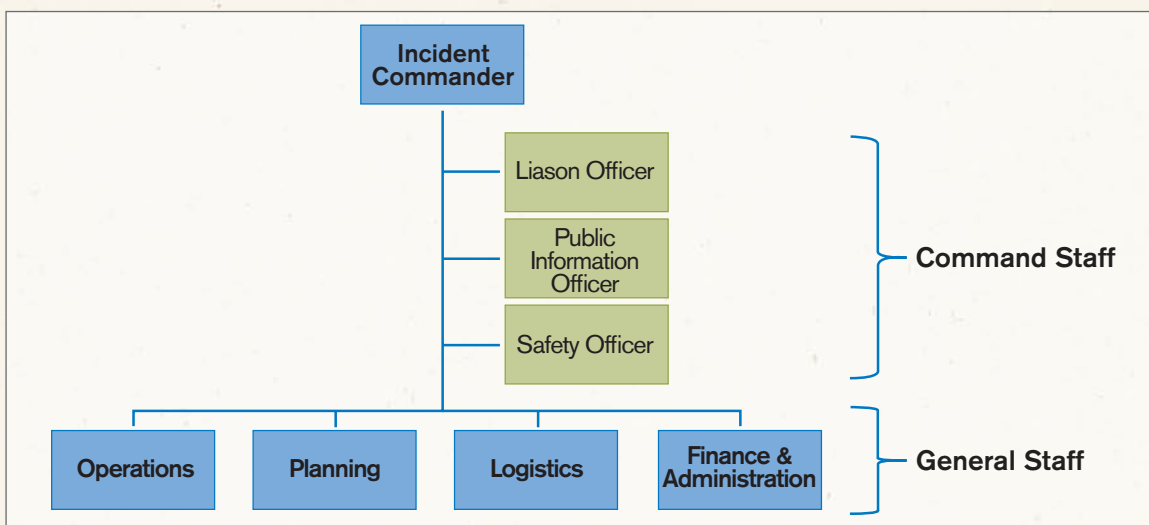 Incident
Commander
Liason Officer
Public
Information
Officer
Command Staff
Safety Officer
Operations
Planning
Logistics
Finance &
Administration
General Staff